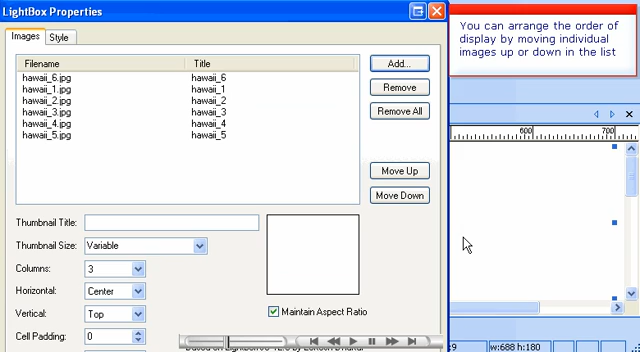 LightBox Properties
Images Style
Filename Title
hawaii_6.jpg hawaii_6
hawaii_1.jpg hawaii_1
hawaii_2.jpg hawaii_2
hawaii_3.jpg hawaii_3
hawaii_4.jpg hawaii_4
hawaii_5.jpg hawaii_5
Add...
Remove
Remove All
Move Up
Move Down
Thumbnail Title:
Thumbnail Size: Variable
Columns: 3
Horizontal: Center
Vertical: Top
Cell Padding: 0
Maintain Aspect Ratio
You can arrange the order of
display by moving individual
images up or down in the list
600 700
w:688 h:180